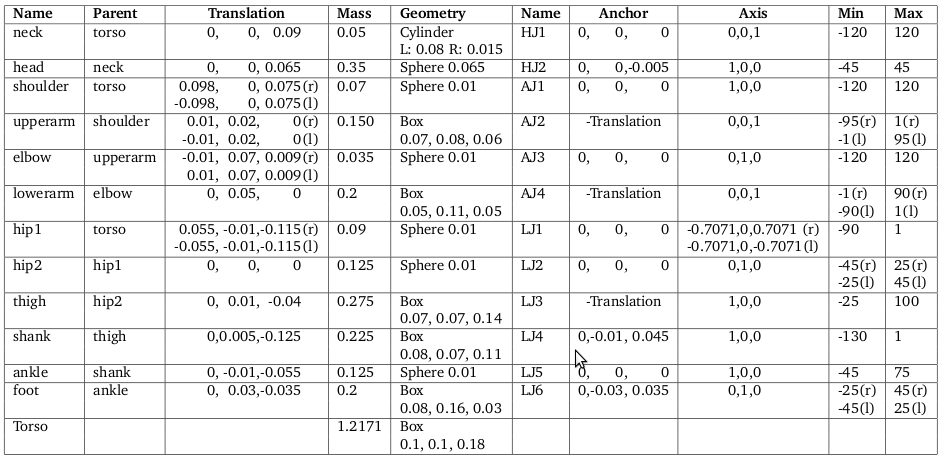 Name Parent Translation Mass Geometry Name Anchor Axis Min Max
neck torso 0, 0, 0.09 0.05 Cylinder HJ1 0, 0, 0 0,0,1 -120 120
L: 0.08 R: 0.015
head neck 0, 0, 0.065 0.35 Sphere 0.065 HJ2 0, 0,-0.005 1,0,0 -45 45
shoulder torso 0.098, 0, 0.075(r) 0.07 Sphere 0.01 AJ1 0, 0, 0 1,0,0 -120 120
-0.098, 0, 0.075(l)
upperarm shoulder 0.01, 0.02, 0(r) 0.150 Box AJ2 -Translation 0,0,1 -95(r) 1(r)
-0.01, 0.02, 0(l) 0.07, 0.08, 0.06 -1(l) 95(l)
elbow upperarm -0.01, 0.07, 0.009(r) 0.035 Sphere 0.01 AJ3 0, 0, 0 0,1,0 -120 120
0.01, 0.07, 0.009(l)
lowerarm elbow 0, 0.05, 0 0.2 Box AJ4 -Translation 0,0,1 -1(r) 90(r)
0.05, 0.11, 0.05 -90(l) 1(l)
hip1 torso 0.055, -0.01,-0.115(r) 0.09 Sphere 0.01 LJ1 0, 0, 0 -0.7071,0,0.7071 (r) -90 1
-0.055, -0.01,-0.115(l) -0.7071,0,-0.7071(l)
hip2 hip1 0, 0, 0 0.125 Sphere 0.01 LJ2 0, 0, 0 0,1,0 -45(r) 25(r)
-25(l) 45(l)
thigh hip2 0, 0.01, -0.04 0.275 Box LJ3 -Translation 1,0,0 -25 100
0.07, 0.07, 0.14
shank thigh 0,0.005,-0.125 0.225 Box LJ4 0,-0.01, 0.045 1,0,0 -130 1
0.08, 0.07, 0.11
ankle shank 0, -0.01,-0.055 0.125 Sphere 0.01 LJ5 0, 0, 0 1,0,0 -45 75
foot ankle 0, 0.03,-0.035 0.2 Box LJ6 0,-0.03, 0.035 0,1,0 -25(r) 45(r)
0.08, 0.16, 0.03 -45(l) 25(l)
Torso 1.2171 Box
0.1, 0.1, 0.18